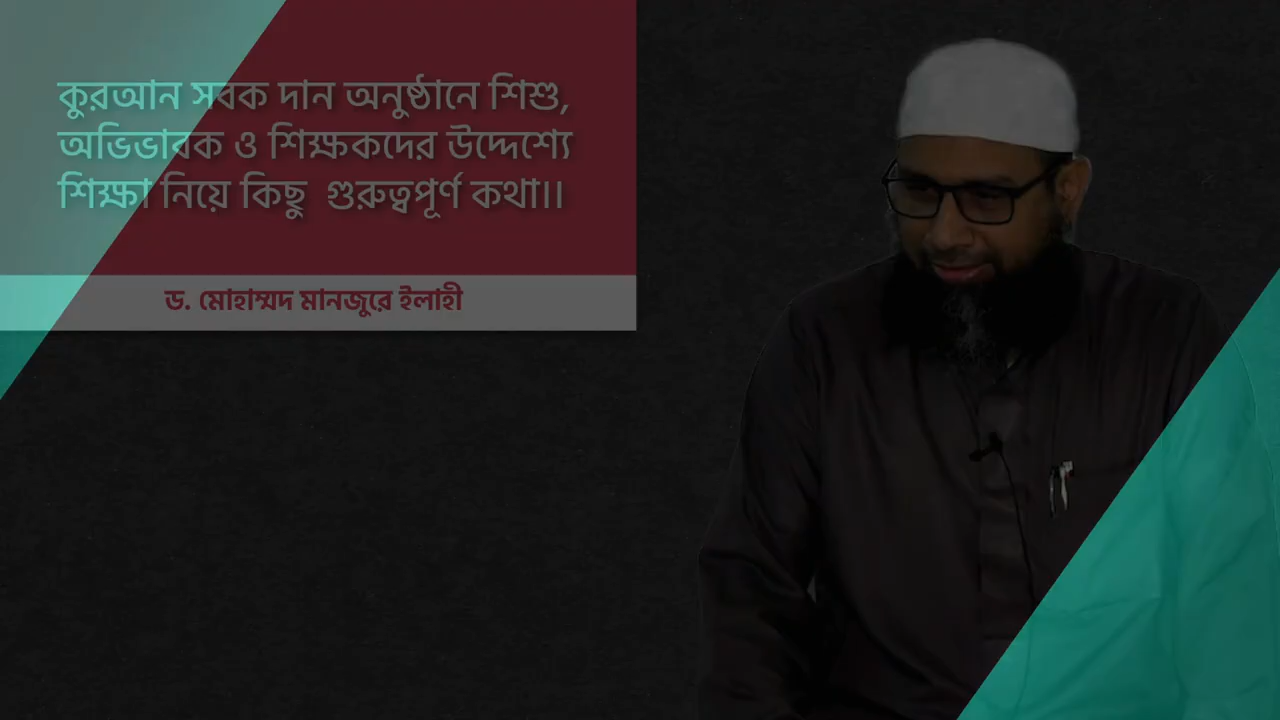 কুরআন সবক দান অনুষ্ঠানে শিশু,
অভিভাবক ও শিক্ষকদের উদ্দেশ্যে
শিক্ষা নিয়ে কিছু গুরুত্বপূর্ণ কথা।।
ড. মোহাম্মদ মানজুরে ইলাহী